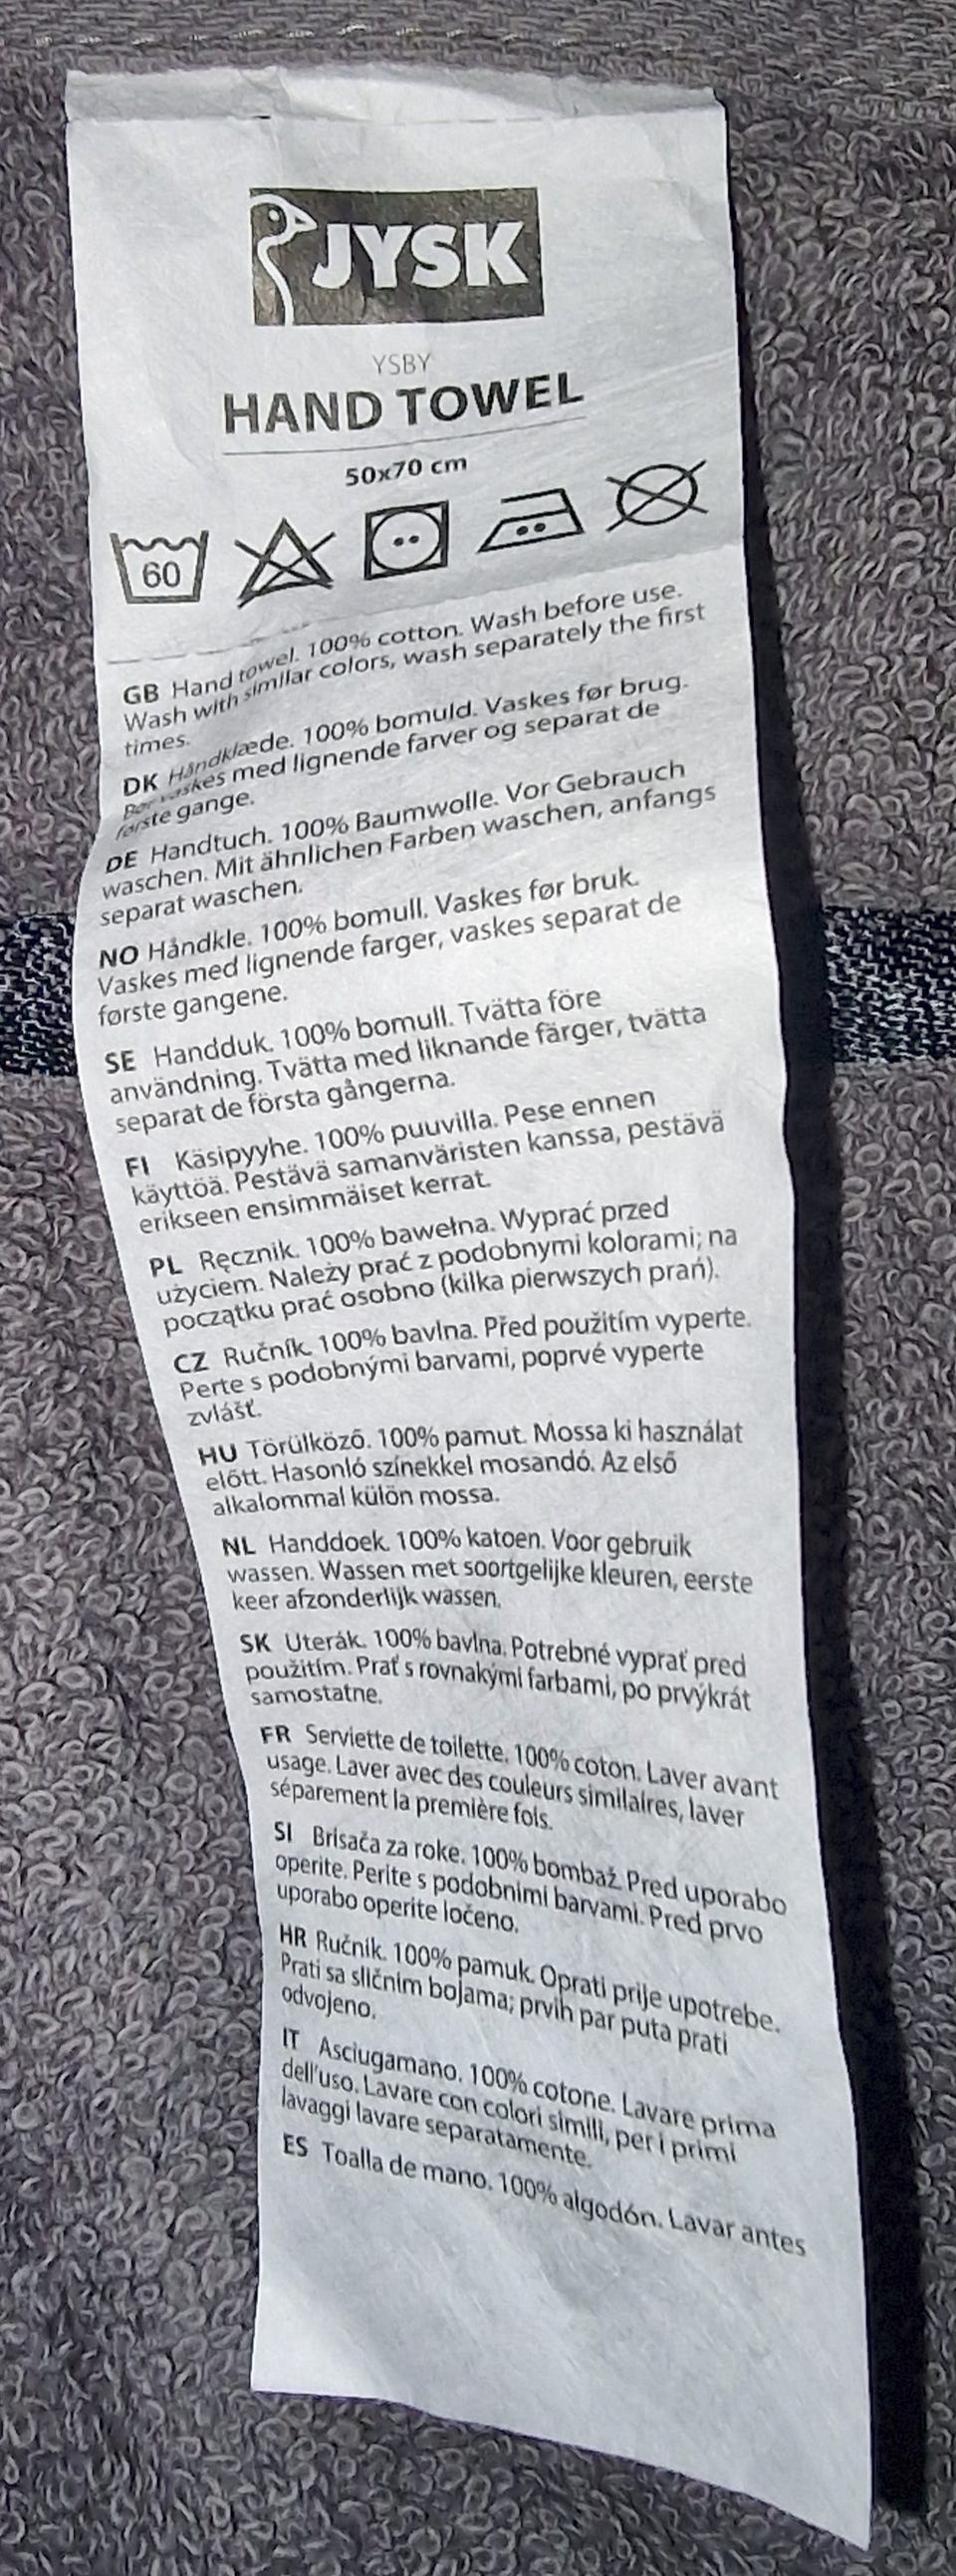 JYSK
YSBY
HAND TOWEL
50x70 cm
60
GB Hand towel. 100% cotton. Wash before use.
Wash with similar colors, wash separately the first
times.
DK Håndklæde. 100% bomuld. Vaskes før brug.
Bør vaskes med lignende farver og separat de
første gange.
DE Handtuch. 100% Baumwolle. Vor Gebrauch
waschen. Mit ähnlichen Farben waschen, anfangs
separat waschen.
NO Håndkle. 100% bomull. Vaskes før bruk.
Vaskes med lignende farger, vaskes separat de
første gangene.
SE Handduk. 100% bomull. Tvätta före
användning. Tvätta med liknande färger, tvätta
separat de första gångerna.
FI Käsipyyhe. 100% puuvilla. Pese ennen
käyttöä. Pestävä samanväristen kanssa, pestävä
erikseen ensimmäiset kerrat.
PL Ręcznik. 100% bawełna. Wyprać przed
użyciem. Należy prać z podobnymi kolorami; na
początku prać osobno (kilka pierwszych prań).
CZ Ručník. 100% bavlna. Před použitím vyperte.
Perte s podobnými barvami, poprvé vyperte
zvlášť.
HU Törülköző. 100% pamut. Mossa ki használat
előtt. Hasonló színekkel mosandó. Az első
alkalommal külön mossa.
NL Handdoek. 100% katoen. Voor gebruik
wassen. Wassen met soortgelijke kleuren, eerste
keer afzonderlijk wassen.
SK Uterák. 100% bavlna. Potrebné vyprať pred
použitím. Prať s rovnakými farbami, po prvýkrát
samostatne.
FR Serviette de toilette. 100% coton. Laver avant
usage. Laver avec des couleurs similaires, laver
séparement la première fois.
SI Brisača za roke. 100% bombaž. Pred uporabo
operite. Perite s podobnimi barvami. Pred prvo
uporabo operite ločeno.
HR Ručnik. 100% pamuk. Oprati prije upotrebe.
Prati sa sličnim bojama; prvih par puta prati
odvojeno.
IT Asciugamano. 100% cotone. Lavare prima
dell'uso. Lavare con colori simili, per i primi
lavaggi lavare separatamente.
ES Toalla de mano. 100% algodón. Lavar antes